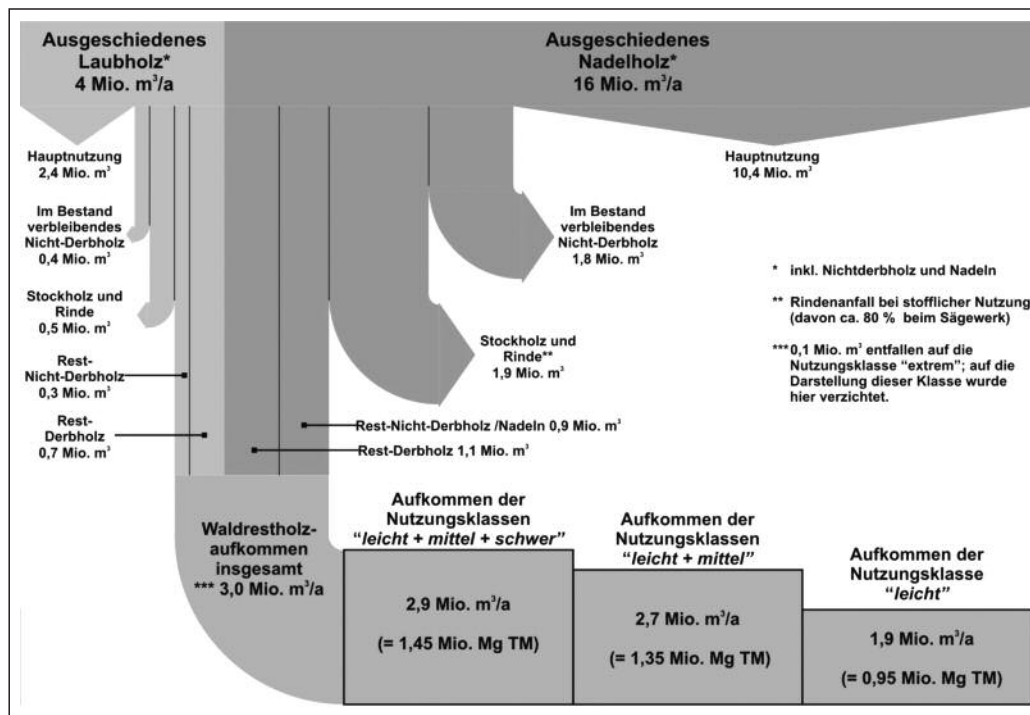 Ausgeschiedenes
Laubholz*
4 Mio. m³/a
Ausgeschiedenes
Nadelholz*
16 Mio. m³/a
Hauptnutzung
2,4 Mio. m³
Hauptnutzung
10,4 Mio. m³
Im Bestand
verbleibendes
Nicht-Derbholz
0,4 Mio. m³
Im Bestand
verbleibendes
Nicht-Derbholz
1,8 Mio. m³
Stockholz und
Rinde
0,5 Mio. m³
Stockholz und
Rinde**
1,9 Mio. m³
* inkl. Nichtderbholz und Nadeln
** Rindenanfall bei stofflicher Nutzung
(davon ca. 80 % beim Sägewerk)
***0,1 Mio. m³ entfallen auf die
Nutzungsklasse “extrem”; auf die
Darstellung dieser Klasse wurde
hier verzichtet.
Rest-
Nicht-Derbholz
0,3 Mio. m³
Rest-
Derbholz
0,7 Mio. m³
Rest-Nicht-Derbholz /Nadeln 0,9 Mio. m³
Rest-Derbholz 1,1 Mio. m³
Waldrestholz-
aufkommen
insgesamt
*** 3,0 Mio. m³/a
Aufkommen der
Nutzungsklassen
“leicht + mittel + schwer”
2,9 Mio. m³/a
(= 1,45 Mio. Mg TM)
Aufkommen der
Nutzungsklassen
“leicht + mittel”
2,7 Mio. m³/a
(= 1,35 Mio. Mg TM)
Aufkommen der
Nutzungsklasse
“leicht”
1,9 Mio. m³/a
(= 0,95 Mio. Mg TM)